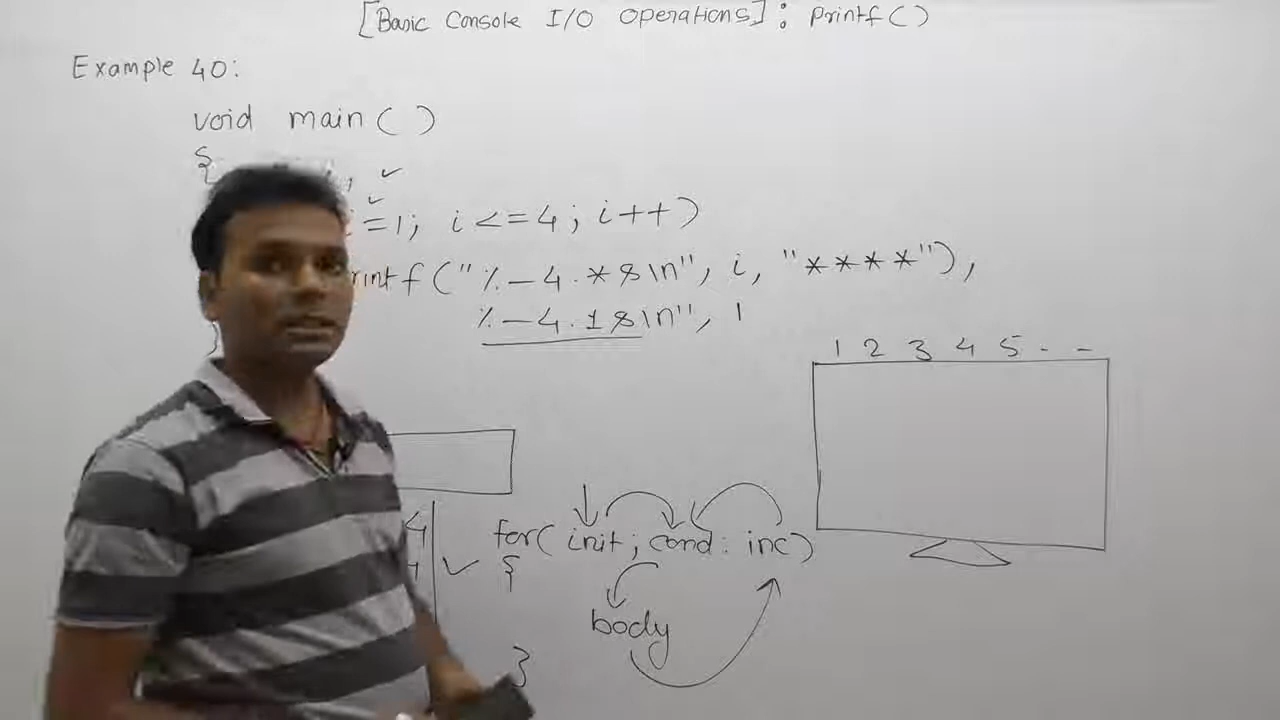 [Basic Console I/O Operations] : Printf()
Example 40:
void main( )
{
=1; i<=4; i++)
rintf("%-4.*s\n", i, "****"),
%-4.1s\n", 1
1 2 3 4 5 - -
4
for( init; cond: inc)
{
body
}